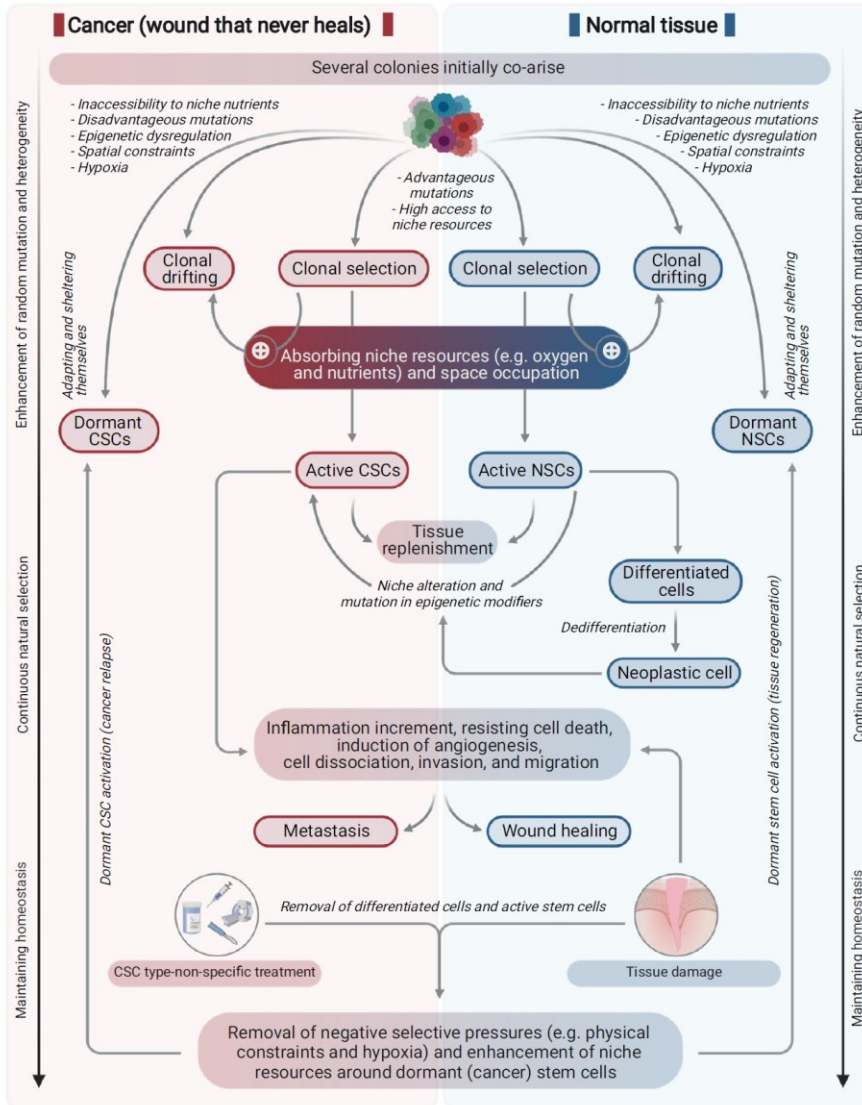 Cancer (wound that never heals)
Normal tissue
Several colonies initially co-arise
- Inaccessibility to niche nutrients
- Disadvantageous mutations
- Epigenetic dysregulation
- Spatial constraints
- Hypoxia
- Inaccessibility to niche nutrients
- Disadvantageous mutations
- Epigenetic dysregulation
- Spatial constraints
- Hypoxia
- Advantageous
mutations
- High access to
niche resources
Enhancement of random mutation and heterogeneity
Enhancement of random mutation and heterogeneity
Clonal
drifting
Clonal selection
Clonal selection
Clonal
drifting
Adapting and sheltering
themselves
Adapting and sheltering
themselves
Absorbing niche resources (e.g. oxygen
and nutrients) and space occupation
Dormant
CSCs
Dormant
NSCs
Active CSCs
Active NSCs
Tissue
replenishment
Niche alteration and
mutation in epigenetic modifiers
Differentiated
cells
Dedifferentiation
Neoplastic cell
Continuous natural selection
Continuous natural selection
Dormant CSC activation (cancer relapse)
Dormant stem cell activation (tissue regeneration)
Inflammation increment, resisting cell death,
induction of angiogenesis,
cell dissociation, invasion, and migration
Metastasis
Wound healing
Removal of differentiated cells and active stem cells
CSC type-non-specific treatment
Tissue damage
Maintaining homeostasis
Maintaining homeostasis
Removal of negative selective pressures (e.g. physical
constraints and hypoxia) and enhancement of niche
resources around dormant (cancer) stem cells